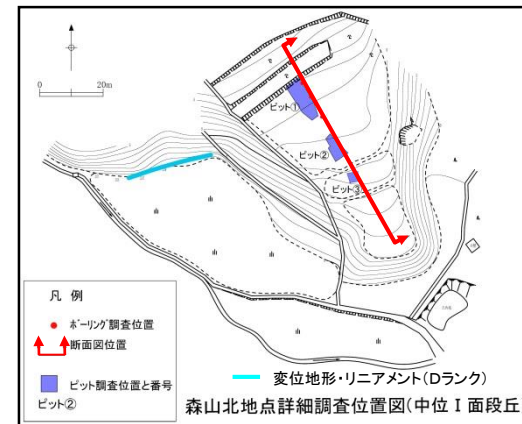 0 20m
ピット①
ピット②
ピット③
凡 例
ボーリング調査位置
断面図位置
ピット調査位置と番号
ピット②
変位地形・リニアメント(Dランク)
森山北地点詳細調査位置図(中位Ⅰ面段丘